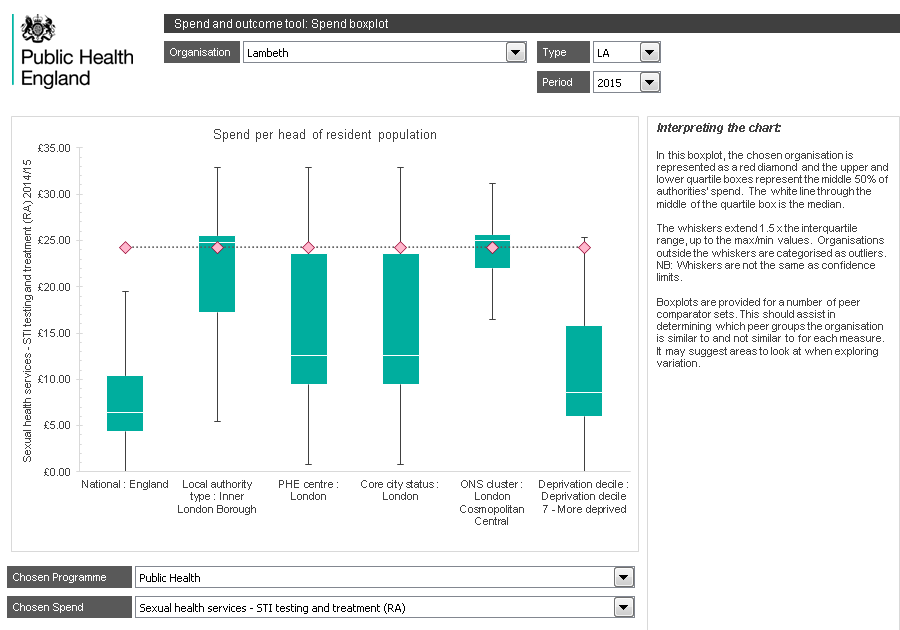 Public Health
England
Spend and outcome tool: Spend boxplot
Organisation
Lambeth
Type
LA
Period
2015
Spend per head of resident population
Sexual health services - STI testing and treatment (RA) 2014/15
£35.00
£30.00
£25.00
£20.00
£15.00
£10.00
£5.00
£0.00
National : England
Local authority
type : Inner
London Borough
PHE centre :
London
Core city status :
London
ONS cluster :
London
Cosmopolitan
Central
Deprivation decile :
Deprivation decile
7 - More deprived
Interpreting the chart:
In this boxplot, the chosen organisation is
represented as a red diamond and the upper and
lower quartile boxes represent the middle 50% of
authorities' spend. The white line through the
middle of the quartile box is the median.
The whiskers extend 1.5 x the interquartile
range, up to the max/min values. Organisations
outside the whiskers are categorised as outliers.
NB: Whiskers are not the same as confidence
limits.
Boxplots are provided for a number of peer
comparator sets. This should assist in
determining which peer groups the organisation
is similar to and not similar to for each measure.
It may suggest areas to look at when exploring
variation.
Chosen Programme
Public Health
Chosen Spend
Sexual health services - STI testing and treatment (RA)